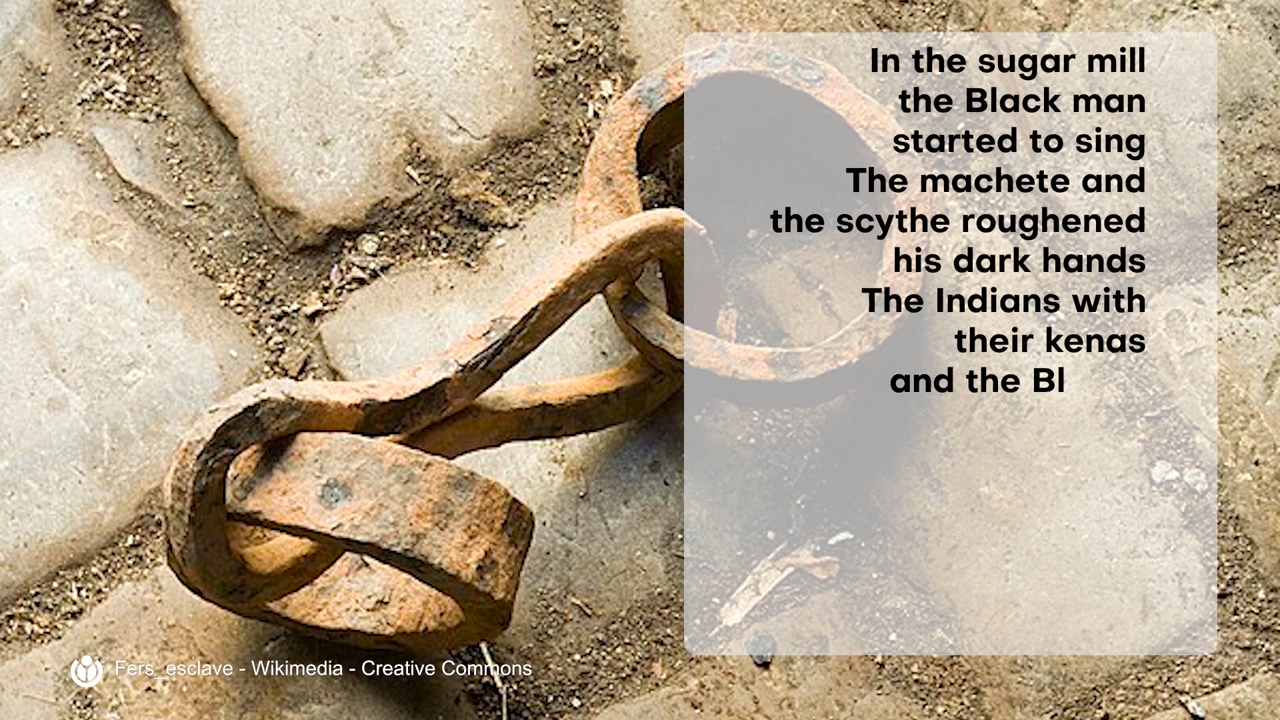 In the sugar mill
the Black man
started to sing
The machete and
the scythe roughened
his dark hands
The Indians with
their kenas
and the Bl
Fers_esclave - Wikimedia - Creative Commons